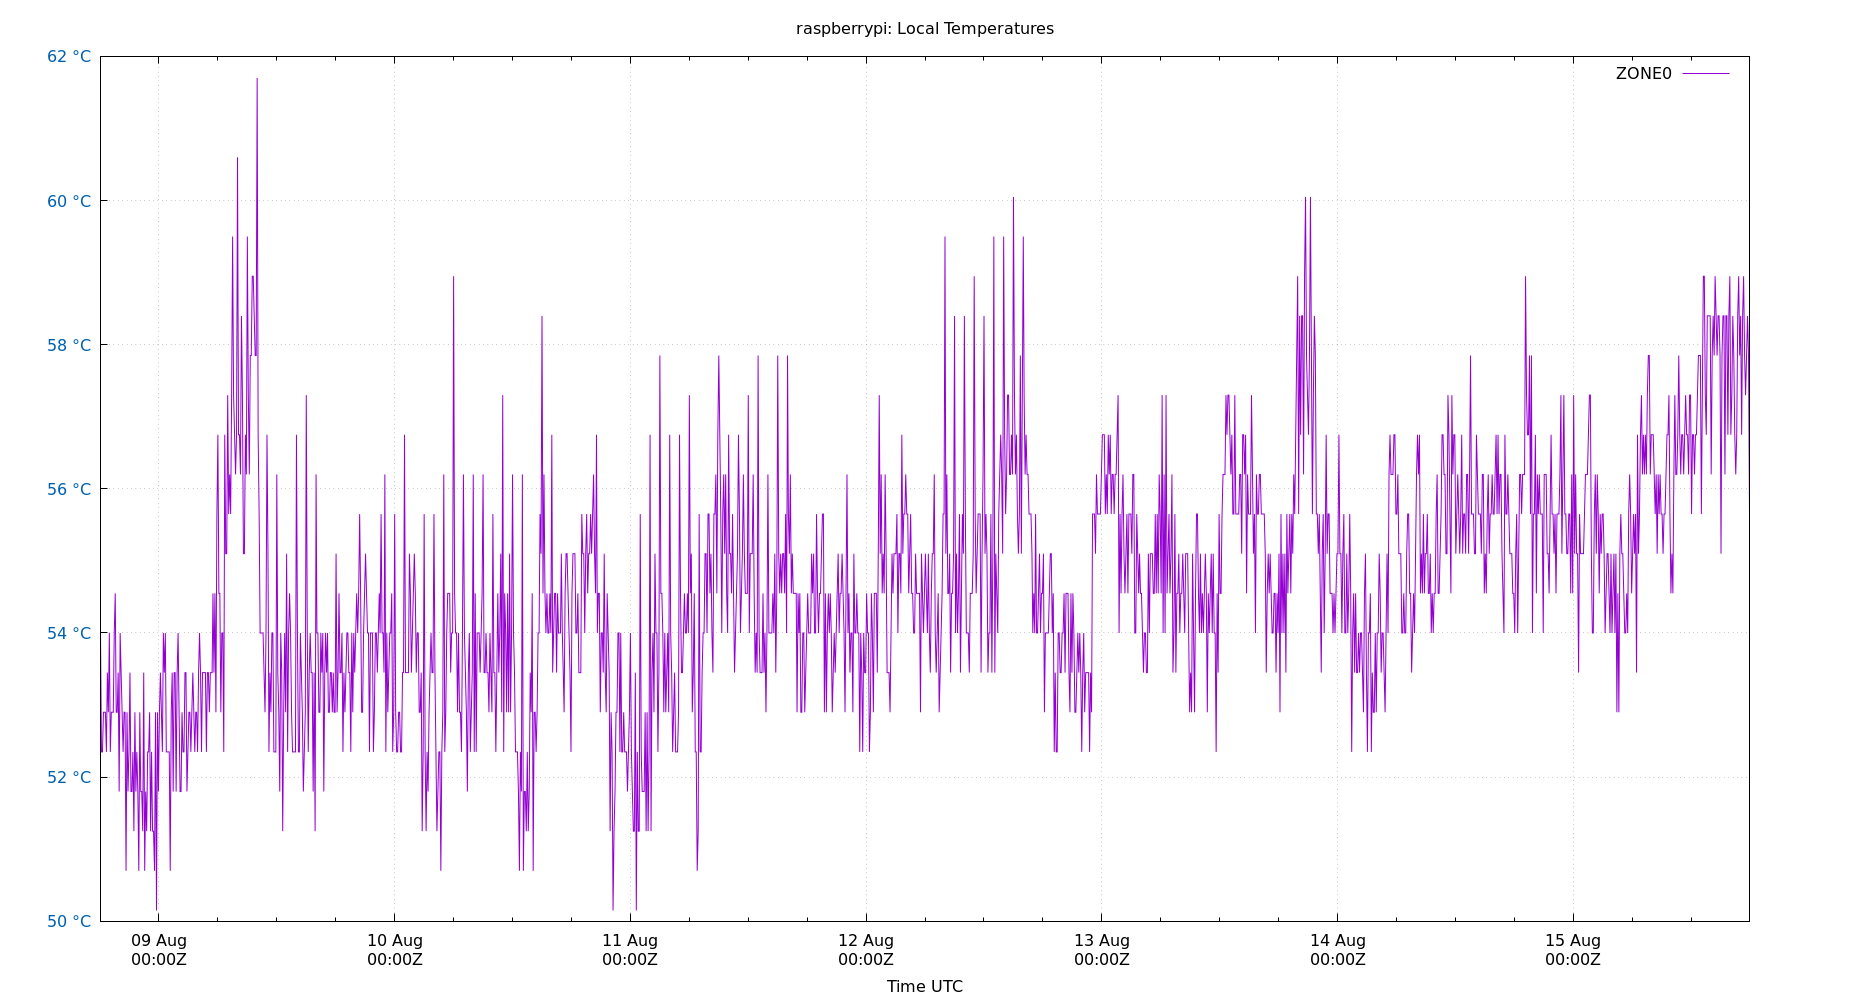 raspberrypi: Local Temperatures
62 °C
ZONE0
60 °C
58 °C
56 °C
54 °C
52 °C
50 °C
09 Aug 10 Aug 11 Aug 12 Aug 13 Aug 14 Aug 15 Aug
00:00Z 00:00Z 00:00Z 00:00Z 00:00Z 00:00Z 00:00Z
Time UTC